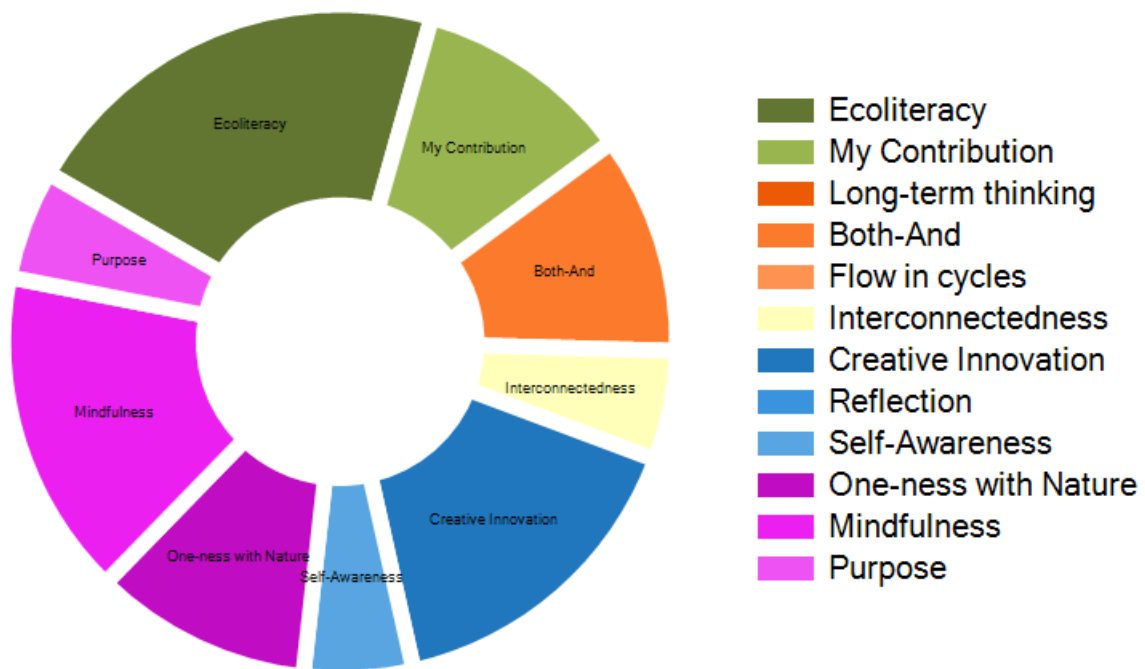 Ecoliteracy
My Contribution
Both-And
Interconnectedness
Creative Innovation
Self-Awareness
One-ness with Nature
Mindfulness
Purpose
Ecoliteracy
My Contribution
Long-term thinking
Both-And
Flow in cycles
Interconnectedness
Creative Innovation
Reflection
Self-Awareness
One-ness with Nature
Mindfulness
Purpose